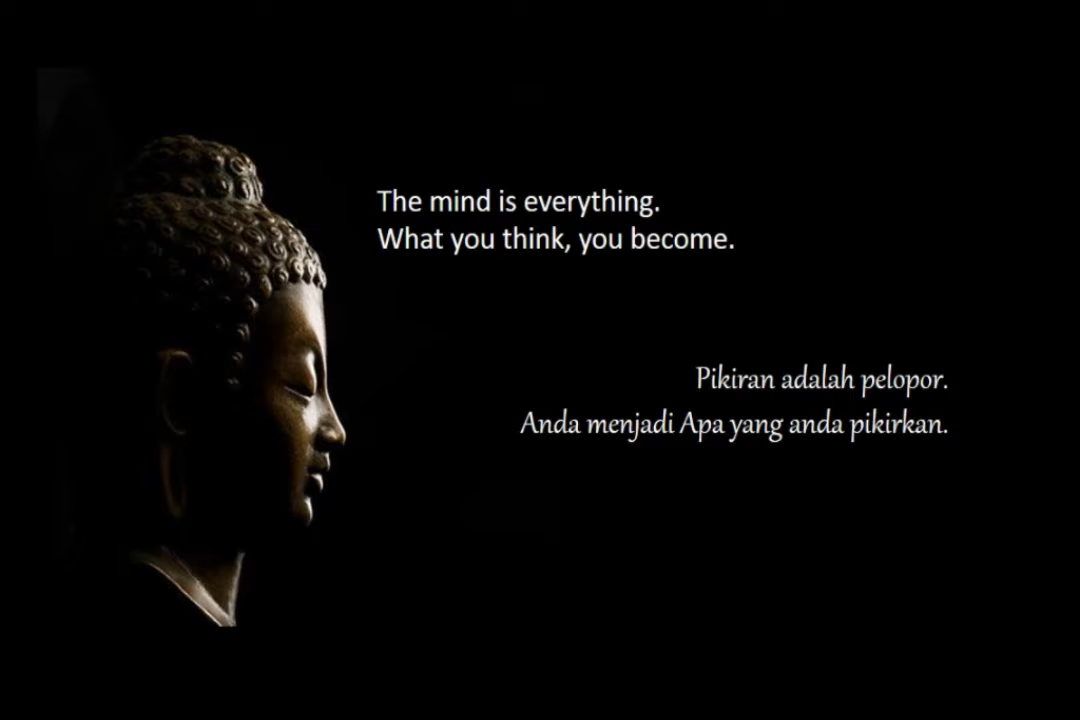 The mind is everything.
What you think, you become.
Pikiran adalah pelopor.
Anda menjadi Apa yang anda pikirkan.